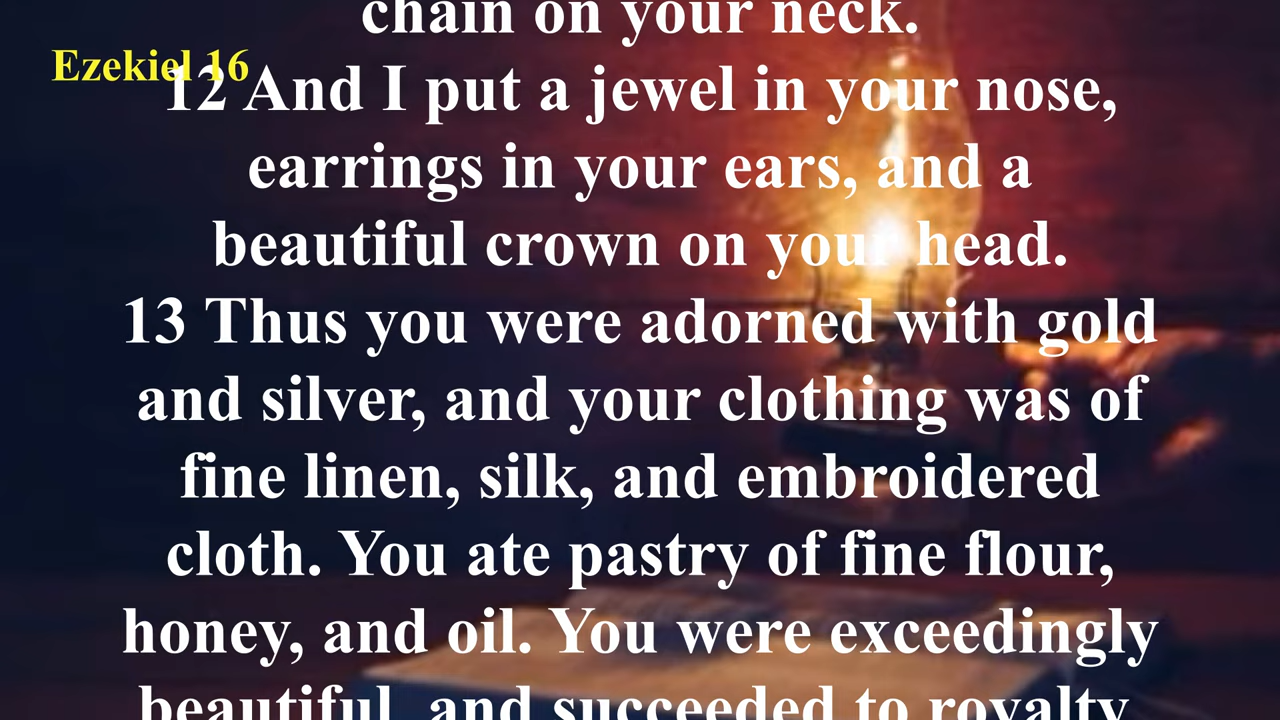 chain on your neck.
Ezekiel 16
12 And I put a jewel in your nose,
earrings in your ears, and a
beautiful crown on your head.
13 Thus you were adorned with gold
and silver, and your clothing was of
fine linen, silk, and embroidered
cloth. You ate pastry of fine flour,
honey, and oil. You were exceedingly
beautiful, and succeeded to royalty.